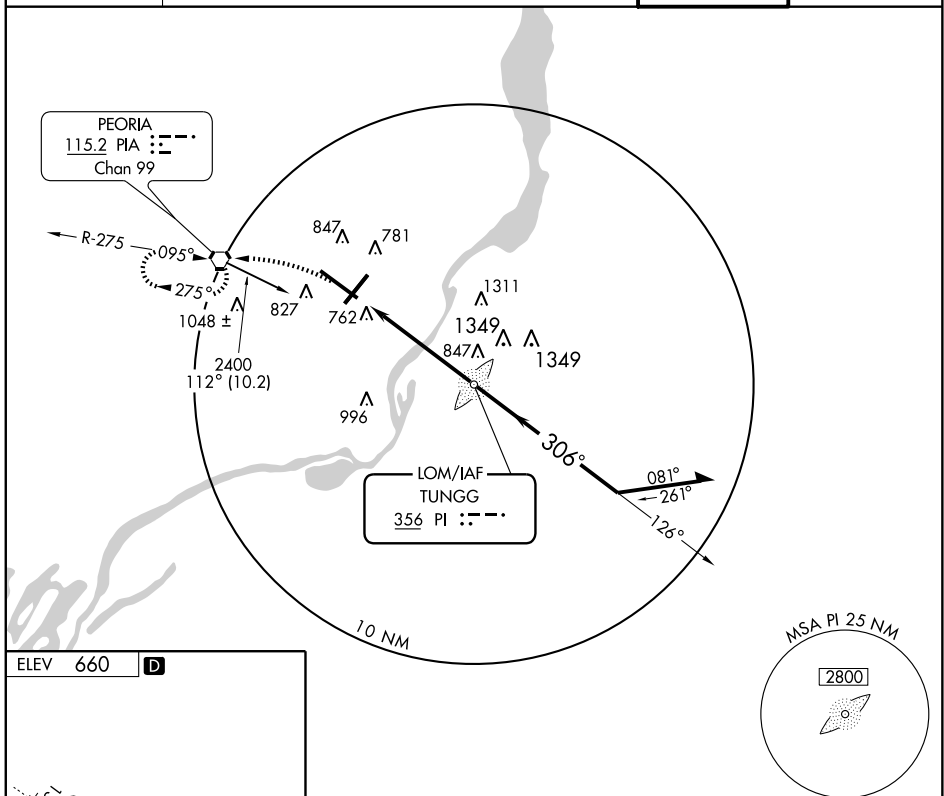 PEORIA
115.2 PIA
Chan 99
R-275
095°
275°
1048 ±
827
847
781
762
2400
112° (10.2)
996
1311
1349
847
1349
306°
081°
261°
126°
LOM/IAF
TUNGG
356 PI
10 NM
MSA PI 25 NM
2800
ELEV 660 D